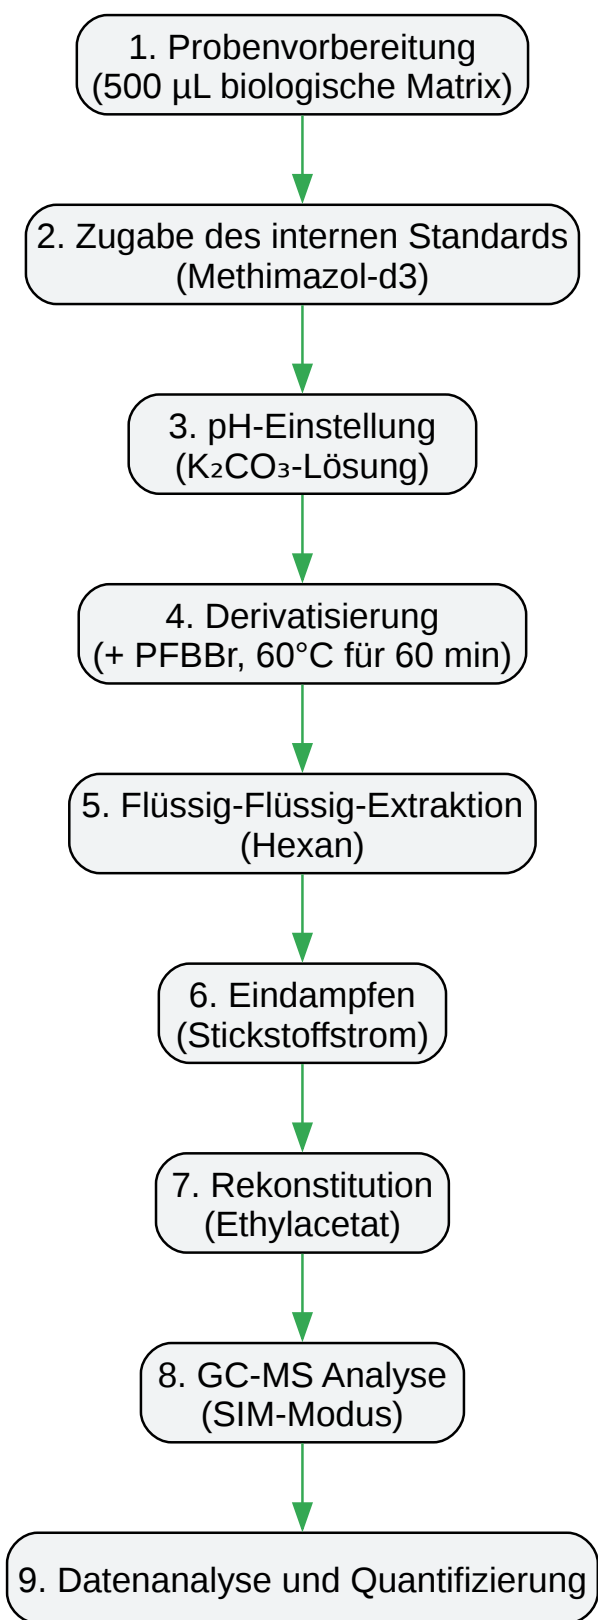 1. Probenvorbereitung
(500 µL biologische Matrix)
2. Zugabe des internen Standards
(Methimazol-d3)
3. pH-Einstellung
(K₂CO₃-Lösung)
4. Derivatisierung
(+ PFBBr, 60°C für 60 min)
5. Flüssig-Flüssig-Extraktion
(Hexan)
6. Eindampfen
(Stickstoffstrom)
7. Rekonstitution
(Ethylacetat)
8. GC-MS Analyse
(SIM-Modus)
9. Datenanalyse und Quantifizierung